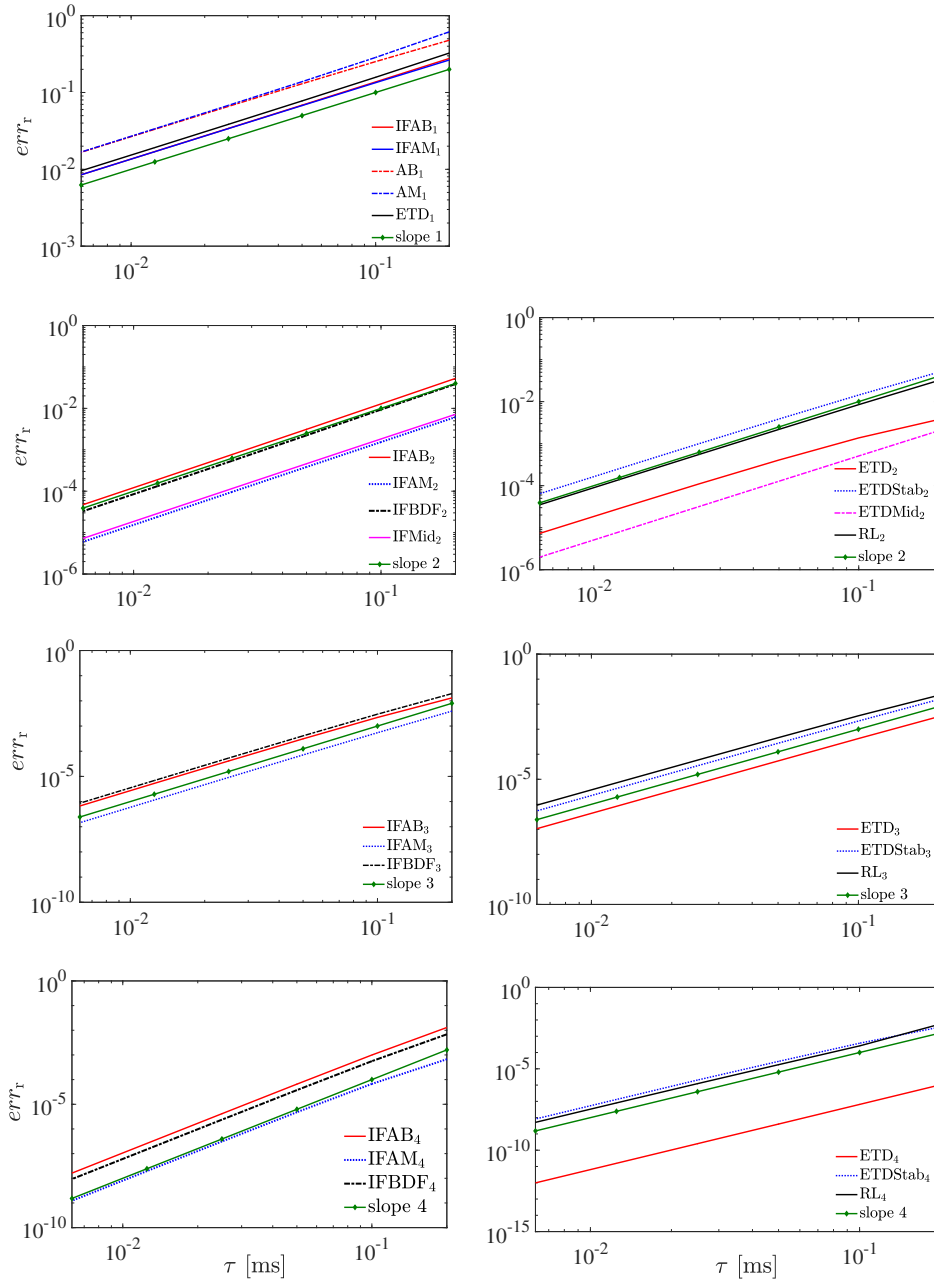 10^0
10^-1
10^-2
10^-3
err_r
10^-2
10^-1
IFAB_1
IFAM_1
AB_1
AM_1
ETD_1
slope 1
10^0
10^-2
10^-4
10^-6
err_r
10^-2
10^-1
IFAB_2
IFAM_2
IFBDF_2
IFMid_2
slope 2
10^0
10^-2
10^-4
10^-6
10^-2
10^-1
ETD_2
ETDStab_2
ETDMid_2
RL_2
slope 2
10^0
10^-5
10^-10
err_r
10^-2
10^-1
IFAB_3
IFAM_3
IFBDF_3
slope 3
10^0
10^-5
10^-10
10^-2
10^-1
ETD_3
ETDStab_3
RL_3
slope 3
10^0
10^-5
10^-10
err_r
10^-2
10^-1
τ [ms]
IFAB_4
IFAM_4
IFBDF_4
slope 4
10^0
10^-5
10^-10
10^-15
10^-2
10^-1
τ [ms]
ETD_4
ETDStab_4
RL_4
slope 4